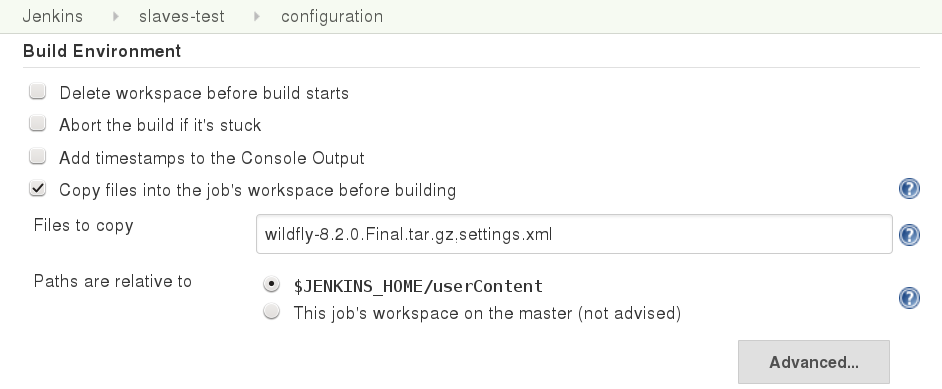 Jenkins slaves-test configuration
Build Environment
Delete workspace before build starts
Abort the build if it's stuck
Add timestamps to the Console Output
Copy files into the job's workspace before building ?
Files to copy wildfly-8.2.0.Final.tar.gz,settings.xml ?
Paths are relative to $JENKINS_HOME/userContent ?
This job's workspace on the master (not advised)
Advanced...